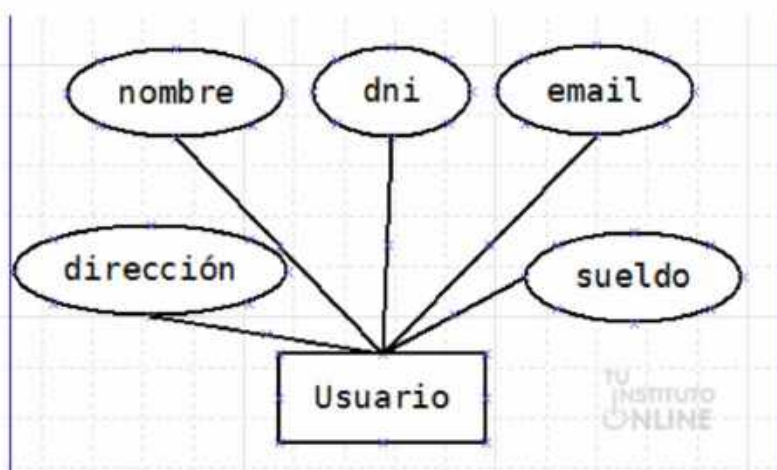 nombre
dni
email
dirección
sueldo
Usuario
TU
INSTITUTO
ONLINE